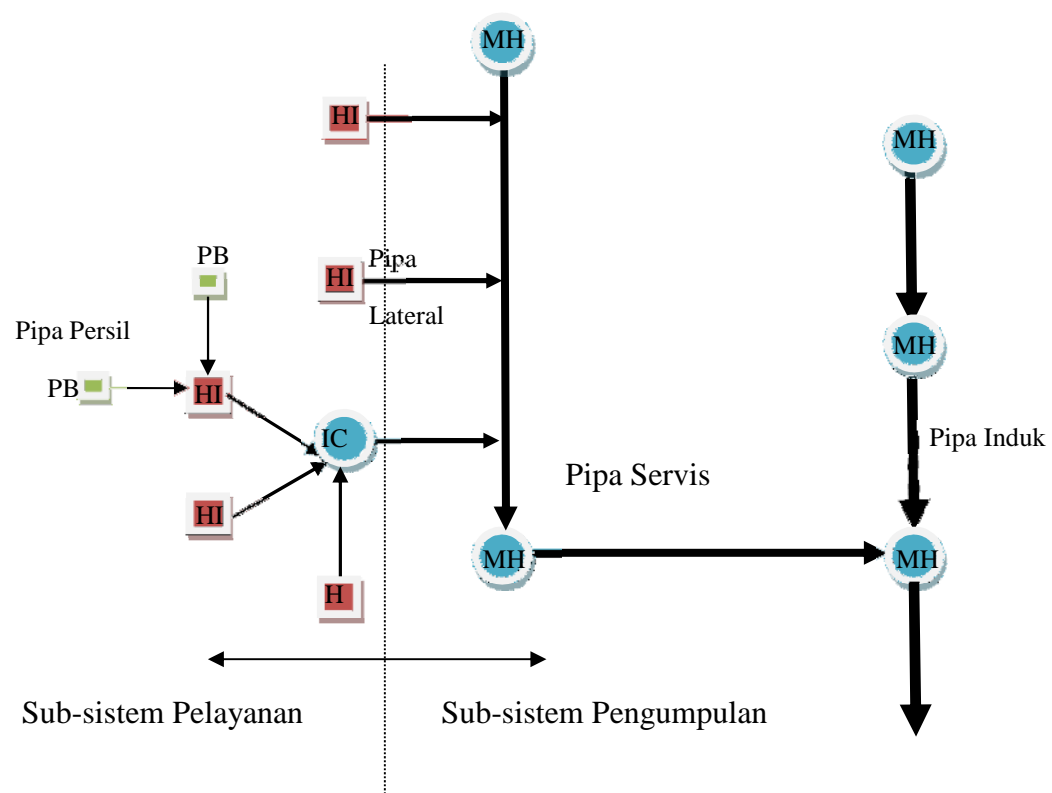 MH
HI
MH
PB
HI
Pipa
Lateral
Pipa Persil
MH
PB
HI
IC
Pipa Induk
Pipa Servis
HI
MH
MH
H
Sub-sistem Pelayanan
Sub-sistem Pengumpulan